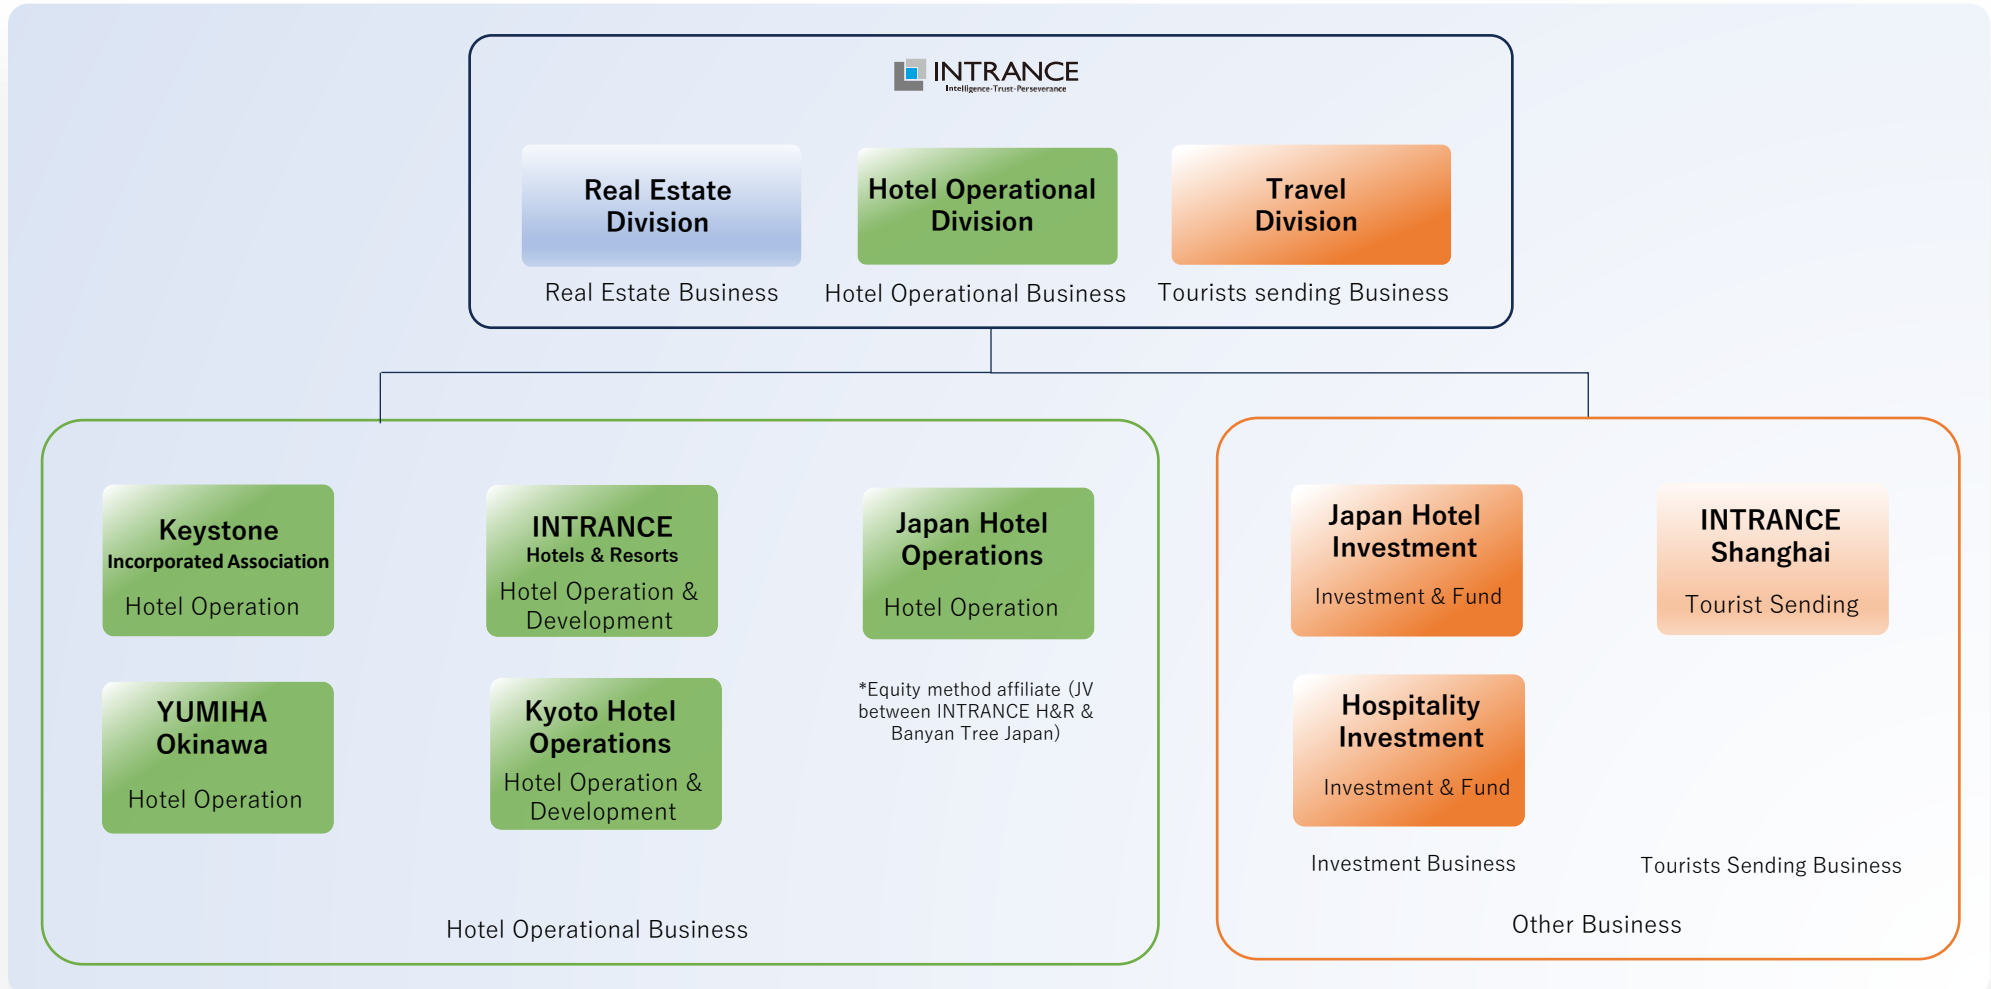 INTRANCE
Intelligence・Trust・Perseverance
Real Estate
Division
Real Estate Business
Hotel Operational
Division
Hotel Operational Business
Travel
Division
Tourists sending Business
Keystone
Incorporated Association
Hotel Operation
INTRANCE
Hotels & Resorts
Hotel Operation &
Development
Japan Hotel
Operations
Hotel Operation
*Equity method affiliate (JV
between INTRANCE H&R &
Banyan Tree Japan)
YUMIHA
Okinawa
Hotel Operation
Kyoto Hotel
Operations
Hotel Operation &
Development
Hotel Operational Business
Japan Hotel
Investment
Investment & Fund
INTRANCE
Shanghai
Tourist Sending
Hospitality
Investment
Investment & Fund
Investment Business
Tourists Sending Business
Other Business